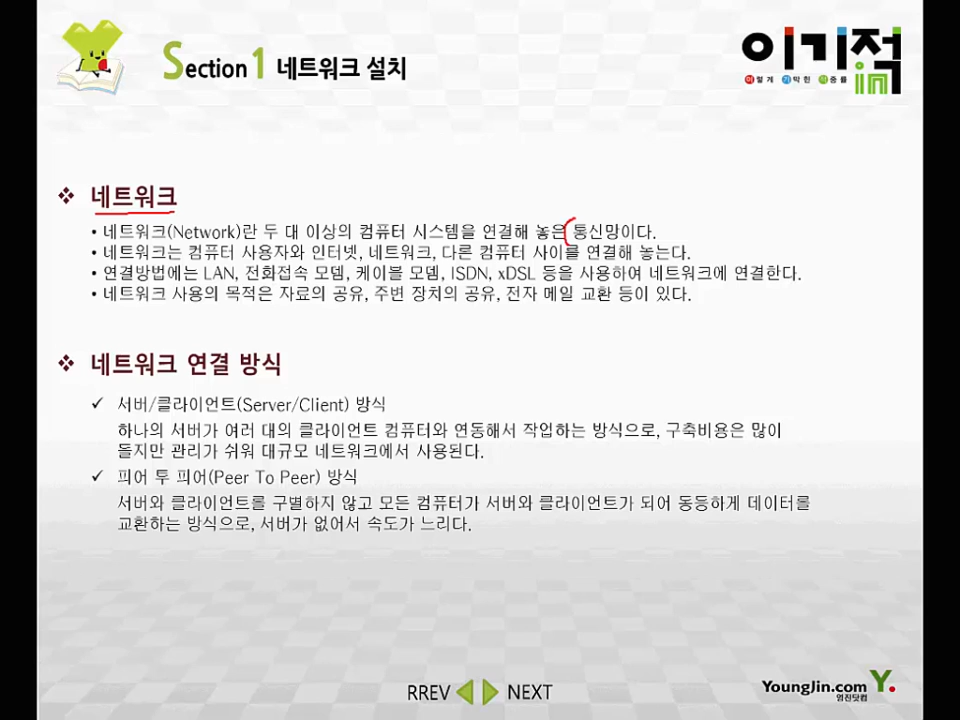 Section 1 네트워크 설치
이기적in
이렇게 기막힌 적중률
❖ 네트워크
• 네트워크(Network)란 두 대 이상의 컴퓨터 시스템을 연결해 놓은 통신망이다.
• 네트워크는 컴퓨터 사용자와 인터넷, 네트워크, 다른 컴퓨터 사이를 연결해 놓는다.
• 연결방법에는 LAN, 전화접속 모뎀, 케이블 모뎀, ISDN, xDSL 등을 사용하여 네트워크에 연결한다.
• 네트워크 사용의 목적은 자료의 공유, 주변 장치의 공유, 전자 메일 교환 등이 있다.
❖ 네트워크 연결 방식
✓ 서버/클라이언트(Server/Client) 방식
하나의 서버가 여러 대의 클라이언트 컴퓨터와 연동해서 작업하는 방식으로, 구축비용은 많이
들지만 관리가 쉬워 대규모 네트워크에서 사용된다.
✓ 피어 투 피어(Peer To Peer) 방식
서버와 클라이언트를 구별하지 않고 모든 컴퓨터가 서버와 클라이언트가 되어 동등하게 데이터를
교환하는 방식으로, 서버가 없어서 속도가 느리다.
RREV NEXT
YoungJin.com Y.
영진닷컴